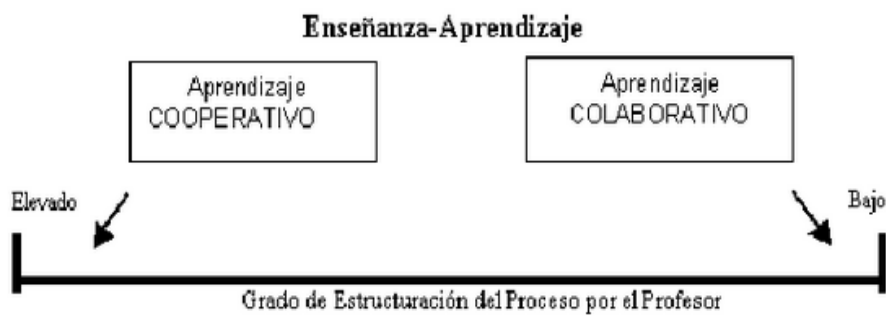 Enseñanza-Aprendizaje
Aprendizaje
COOPERATIVO
Aprendizaje
COLABORATIVO
Elevado
Bajo
Grado de Estructuración del Proceso por el Profesor